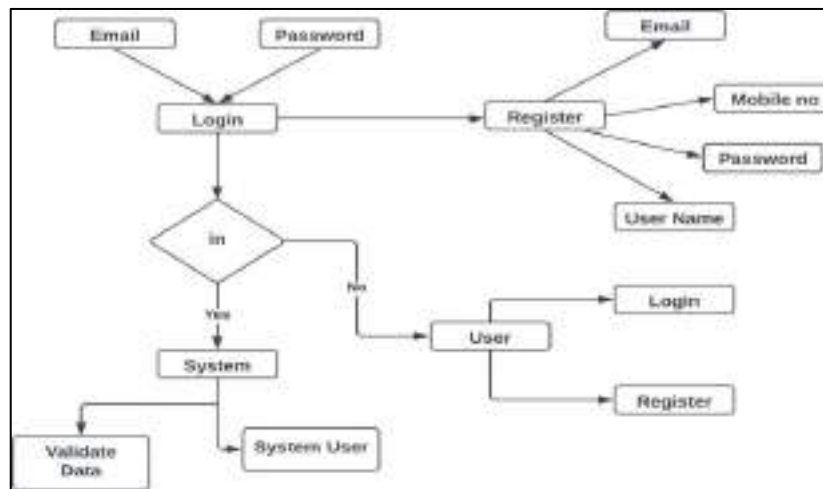 Email
Password
Email
Login
Register
Mobile no
Password
User Name
in
No
Yes
Login
User
System
Register
Validate
Data
System User